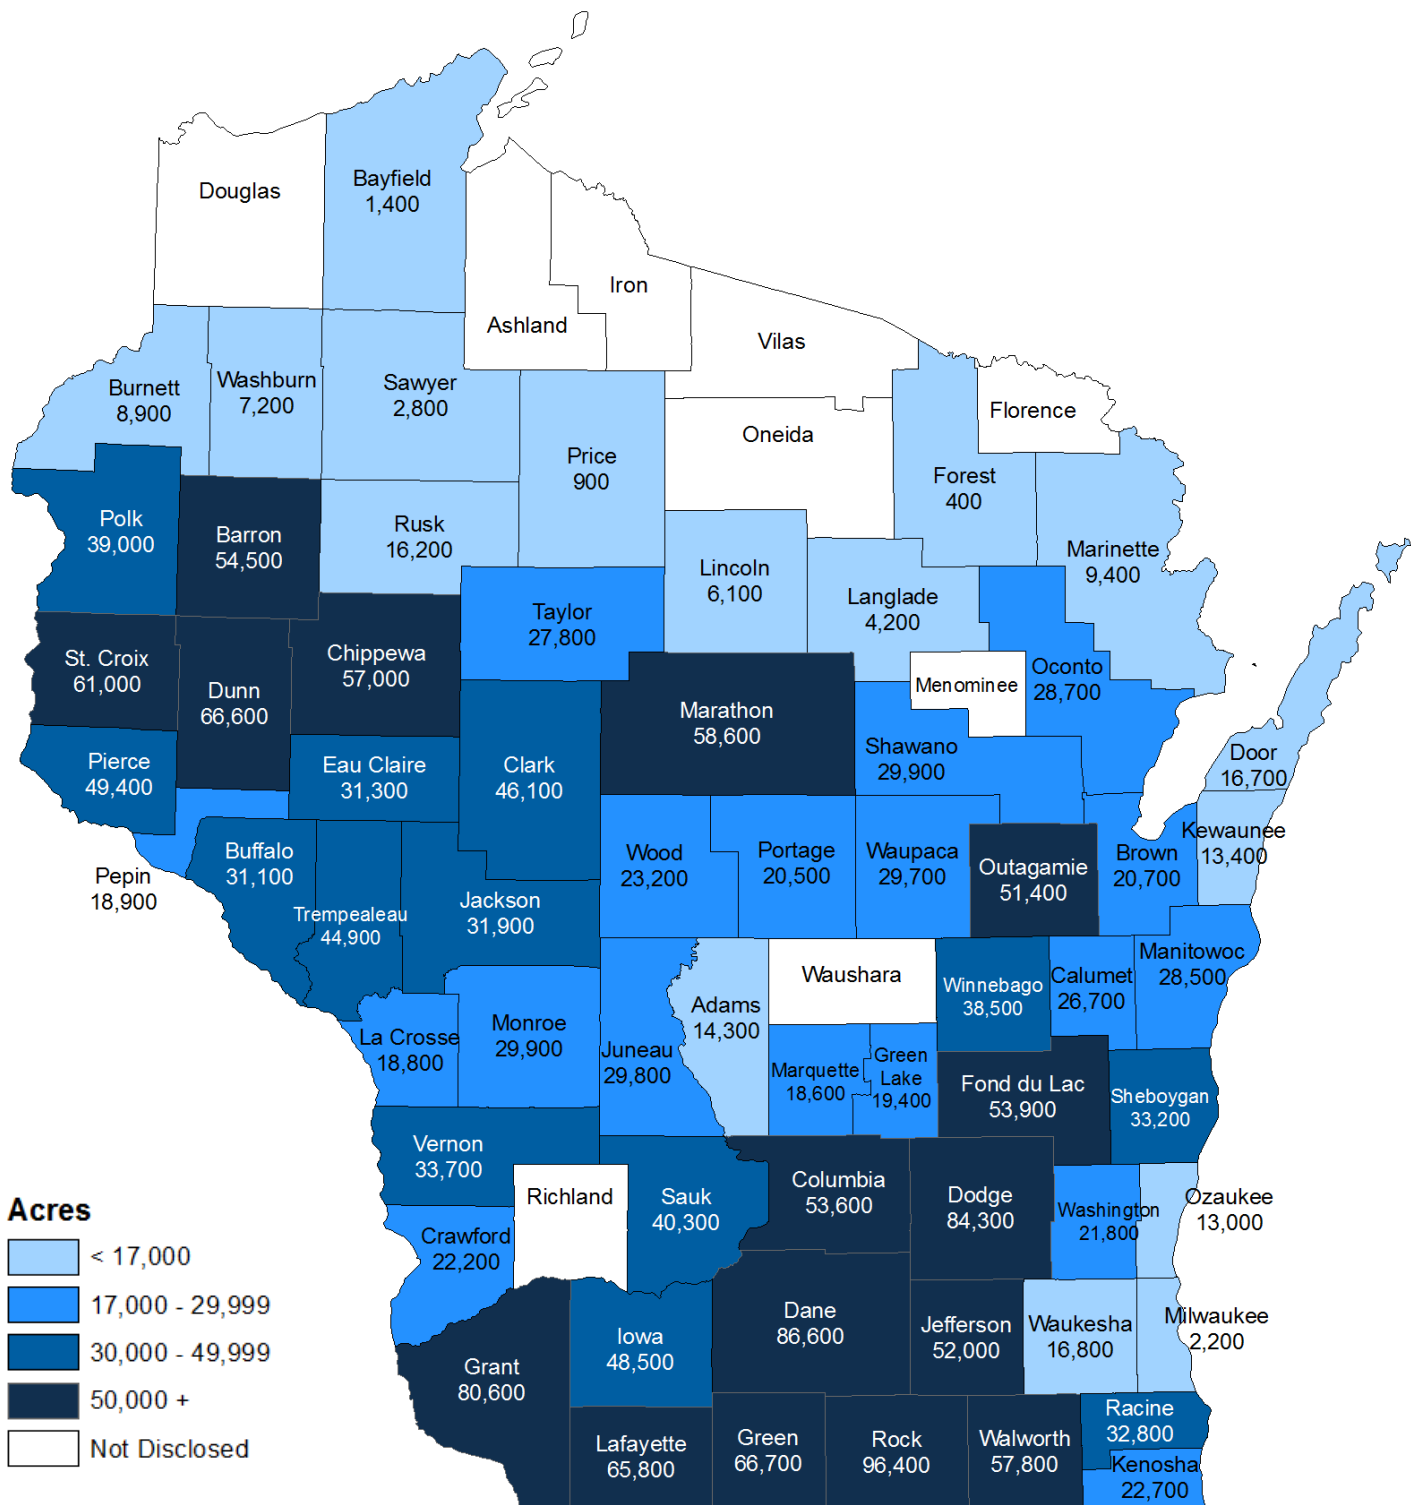 Douglas
Bayfield
1,400
Ashland
Iron
Vilas
Burnett
8,900
Washburn
7,200
Sawyer
2,800
Price
900
Oneida
Forest
400
Florence
Marinette
9,400
Polk
39,000
Barron
54,500
Rusk
16,200
Lincoln
6,100
Langlade
4,200
Taylor
27,800
St. Croix
61,000
Dunn
66,600
Chippewa
57,000
Marathon
58,600
Menominee
Oconto
28,700
Shawano
29,900
Door
16,700
Pierce
49,400
Eau Claire
31,300
Clark
46,100
Pepin
18,900
Buffalo
31,100
Trempealeau
44,900
Jackson
31,900
Wood
23,200
Portage
20,500
Waupaca
29,700
Outagamie
51,400
Brown
20,700
Kewaunee
13,400
La Crosse
18,800
Monroe
29,900
Juneau
29,800
Adams
14,300
Waushara
Marquette
18,600
Green
Lake
19,400
Winnebago
38,500
Calumet
26,700
Manitowoc
28,500
Fond du Lac
53,900
Sheboygan
33,200
Vernon
33,700
Richland
Sauk
40,300
Columbia
53,600
Dodge
84,300
Washington
21,800
Ozaukee
13,000
Crawford
22,200
Grant
80,600
Iowa
48,500
Dane
86,600
Jefferson
52,000
Waukesha
16,800
Milwaukee
2,200
Lafayette
65,800
Green
66,700
Rock
96,400
Walworth
57,800
Racine
32,800
Kenosha
22,700
Acres
< 17,000
17,000 - 29,999
30,000 - 49,999
50,000 +
Not Disclosed